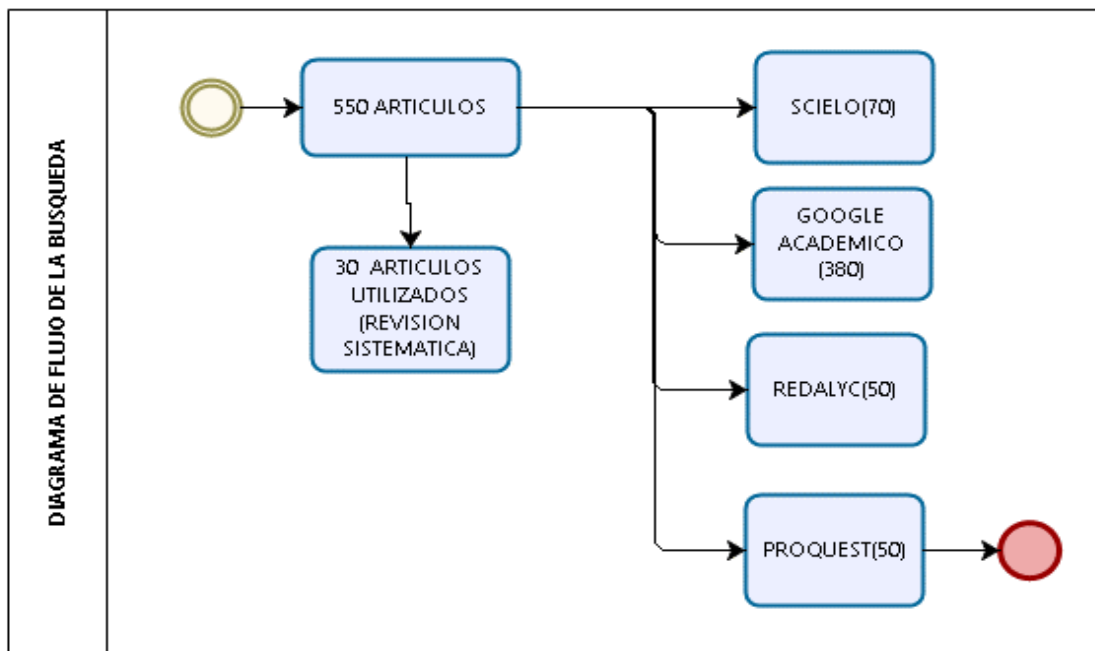 DIAGRAMA DE FLUJO DE LA BUSQUEDA
550 ARTICULOS
30 ARTICULOS
UTILIZADOS
(REVISION
SISTEMATICA)
SCIELO(70)
GOOGLE
ACADEMICO
(380)
REDALYC(50)
PROQUEST(50)